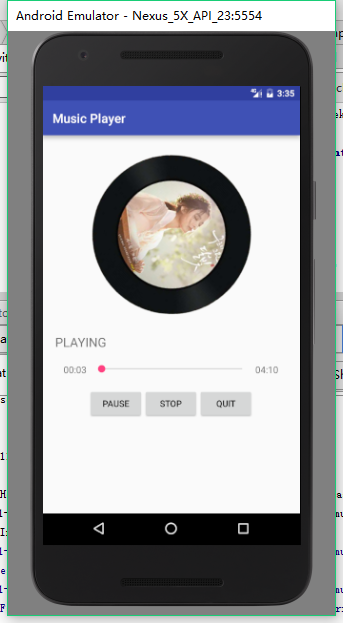 Android Emulator - Nexus_5X_API_23:5554
3:35
Music Player
PLAYING
00:03 04:10
PAUSE STOP QUIT